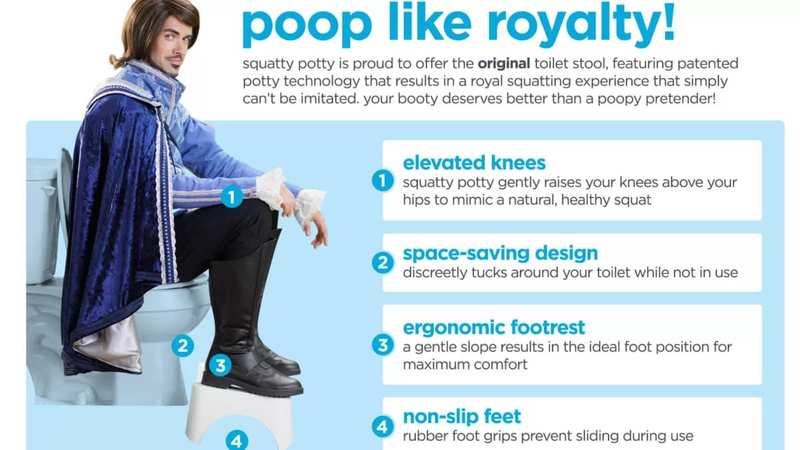 poop like royalty!
squatty potty is proud to offer the original toilet stool, featuring patented
potty technology that results in a royal squatting experience that simply
can't be imitated. your booty deserves better than a poopy pretender!
1
elevated knees
squatty potty gently raises your knees above your
hips to mimic a natural, healthy squat
2
space-saving design
discreetly tucks around your toilet while not in use
3
ergonomic footrest
a gentle slope results in the ideal foot position for
maximum comfort
4
non-slip feet
rubber foot grips prevent sliding during use
1
2
3
4